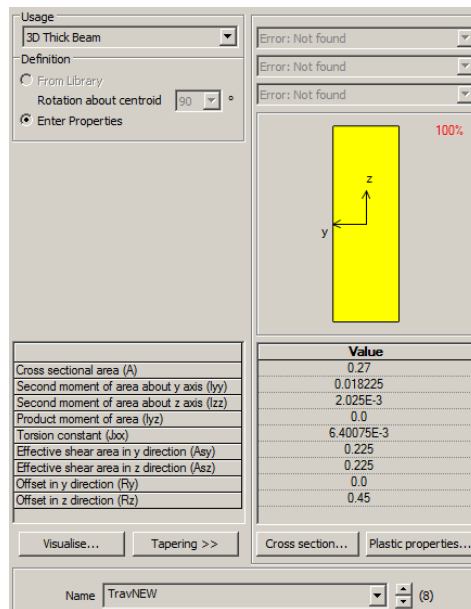 Usage
3D Thick Beam
Definition
From Library
Rotation about centroid 90 °
Enter Properties
Error: Not found
Error: Not found
Error: Not found
100%
z
y
Value
Cross sectional area (A) 0.27
Second moment of area about y axis (Iyy) 0.018225
Second moment of area about z axis (Izz) 2.025E-3
Product moment of area (Iyz) 0.0
Torsion constant (Jxx) 6.40075E-3
Effective shear area in y direction (Asy) 0.225
Effective shear area in z direction (Asz) 0.225
Offset in y direction (Ry) 0.0
Offset in z direction (Rz) 0.45
Visualise... Tapering >> Cross section... Plastic properties...
Name TravNEW (8)